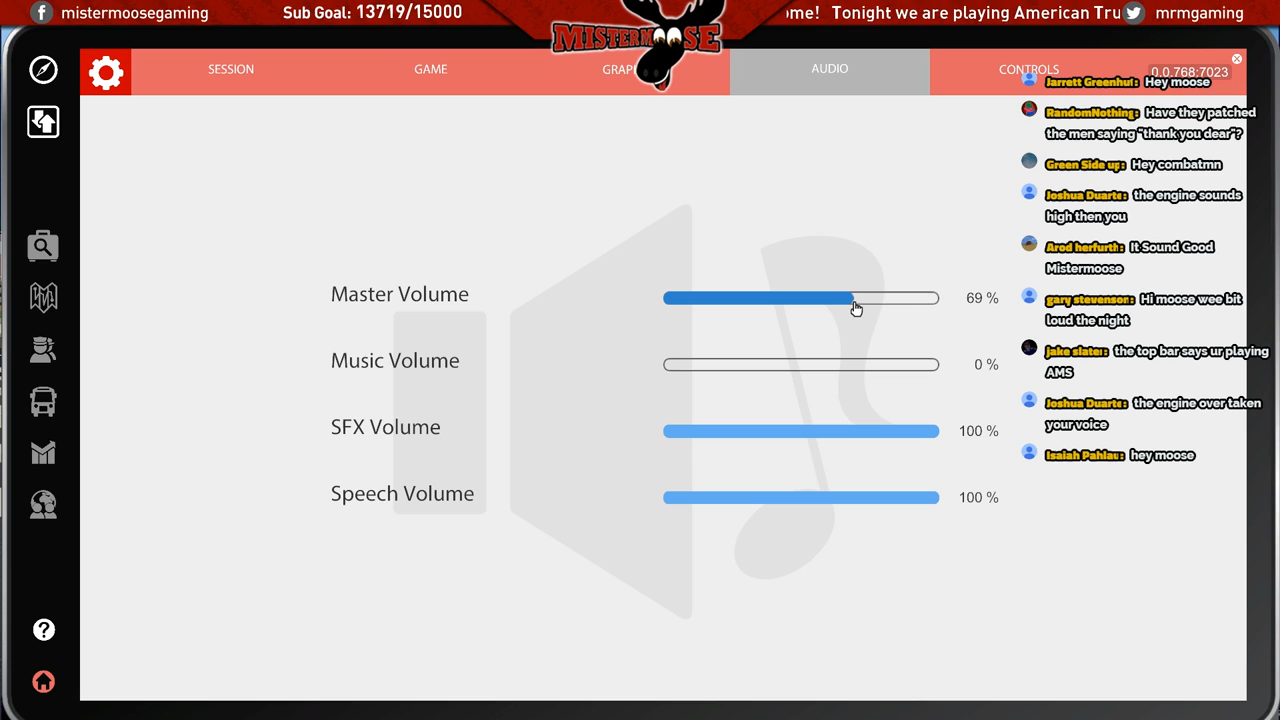 mistermoosegaming
Sub Goal: 13719/15000
MISTERMOOSE
ome! Tonight we are playing American Tru
mrmgaming
SESSION
GAME
GRAP
AUDIO
CONTROLS
0.0.768:7023
Jarrett Greenhut: Hey moose
RandomNothing: Have they patched
the men saying "thank you dear"?
Green Side up: Hey combatmn
Joshua Duarte: the engine sounds
high then you
Arod herfurth: It Sound Good
Mistermoose
gary stevenson: Hi moose wee bit
loud the night
jake slater: the top bar says ur playing
AMS
Joshua Duarte: the engine over taken
your voice
Isaiah Pahlau: hey moose
Master Volume
69 %
Music Volume
0 %
SFX Volume
100 %
Speech Volume
100 %